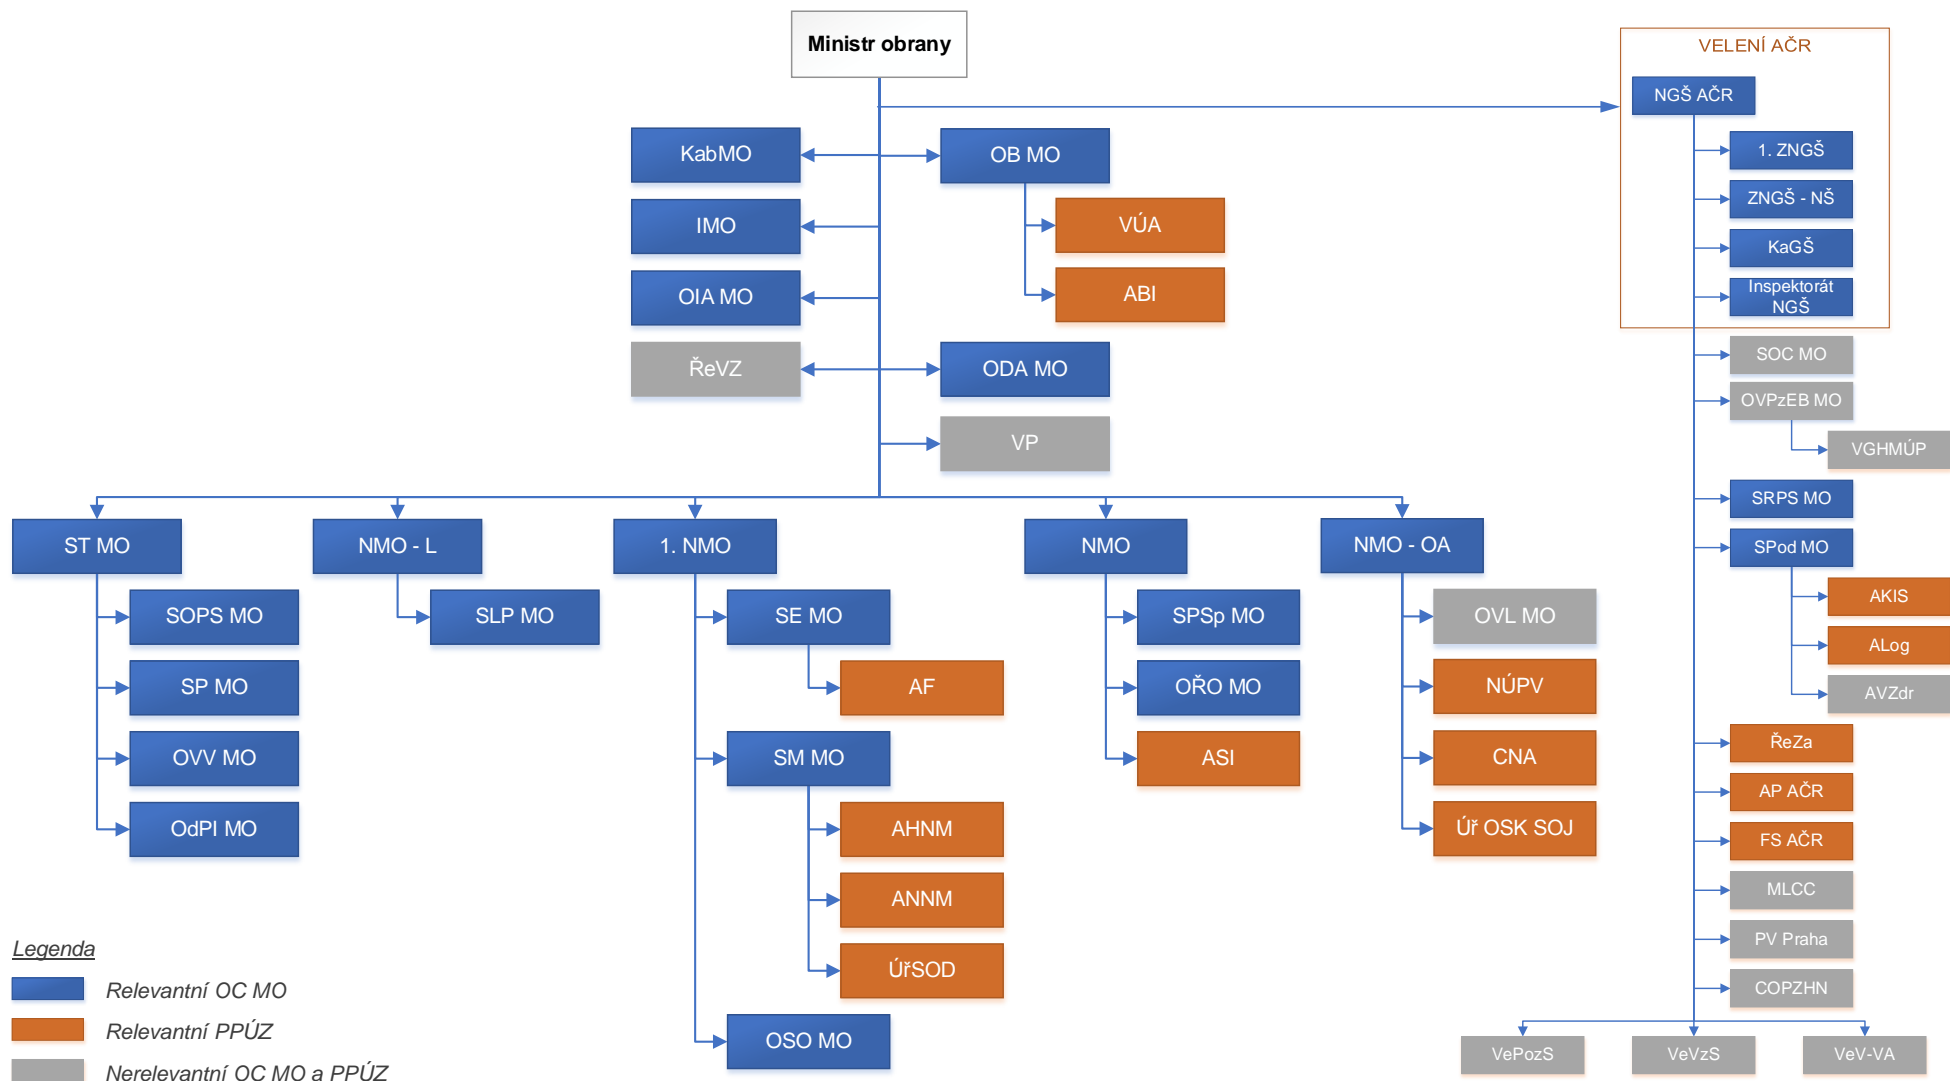 Ministr obrany
VELENÍ AČR
NGŠ AČR
1. ZNGŠ
ZNGŠ - NŠ
KaGŠ
Inspektorát
NGŠ
KabMO
OB MO
IMO
VÚA
OIA MO
ABI
ŘeVZ
ODA MO
VP
SOC MO
OVPzEB MO
VGHMÚP
SRPS MO
SPod MO
AKIS
ALog
AVZdr
ŘeZa
AP AČR
FS AČR
MLCC
PV Praha
COPZHN
VePozS
VeVzS
VeV-VA
ST MO
NMO - L
1. NMO
NMO
NMO - OA
SOPS MO
SLP MO
SE MO
SPSp MO
OVL MO
SP MO
AF
OŘO MO
NÚPV
OVV MO
SM MO
ASI
CNA
OdPI MO
AHNM
Úř OSK SOJ
ANNM
ÚřSOD
OSO MO
Legenda
Relevantní OC MO
Relevantní PPÚZ
Nerelevantní OC MO a PPÚZ